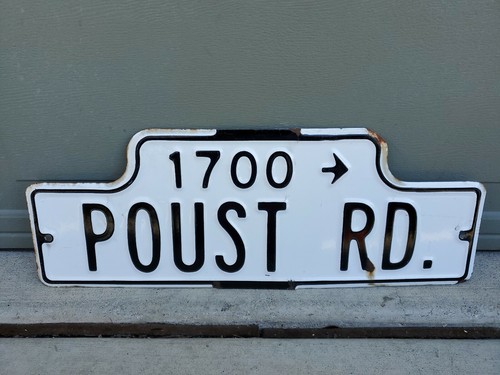 1700 →
POUST RD.